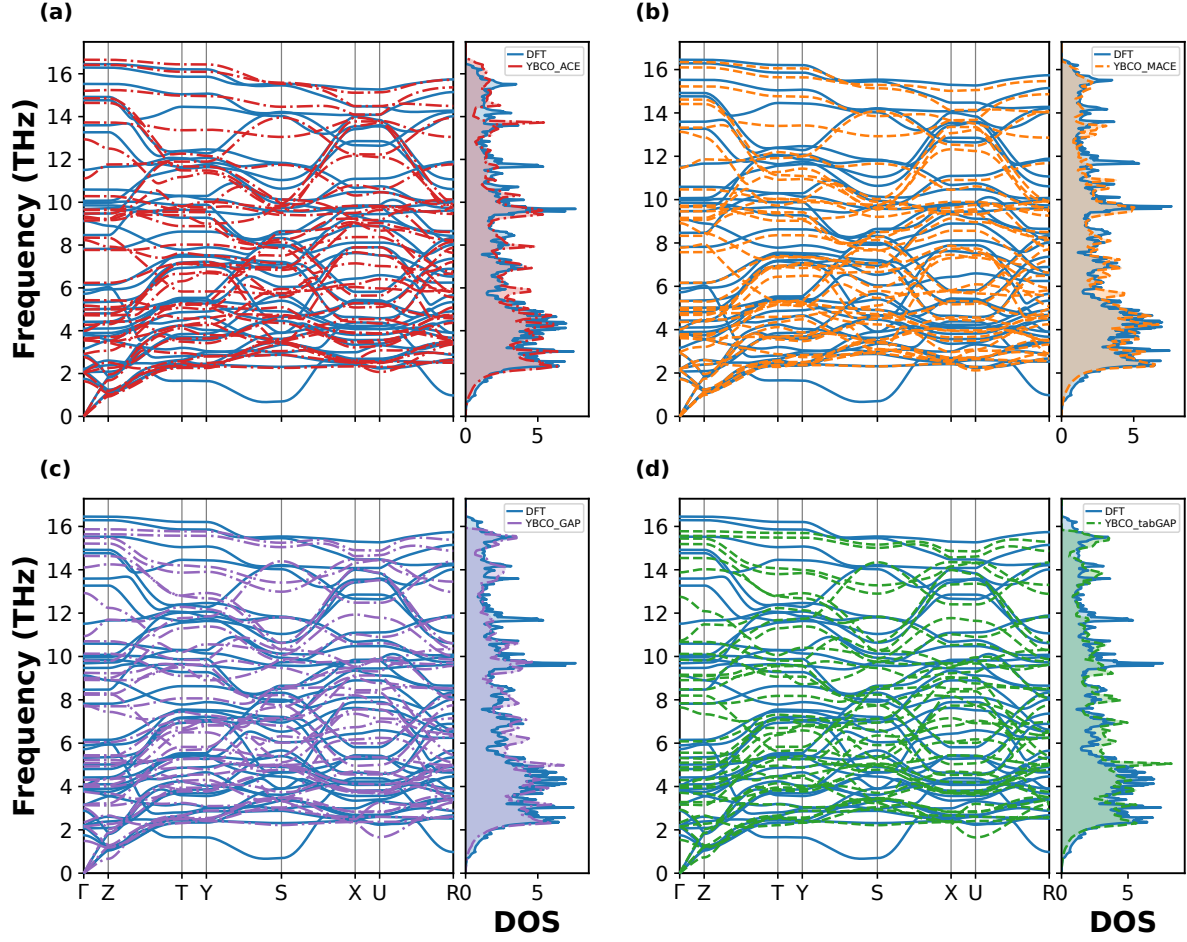 (a)
(b)
DFT
YBCO_ACE
DFT
YBCO_MACE
Frequency (THz)
16
14
12
10
8
6
4
2
0
0
5
16
14
12
10
8
6
4
2
0
0
5
(c)
(d)
DFT
YBCO_GAP
DFT
YBCO_tabGAP
Frequency (THz)
16
14
12
10
8
6
4
2
0
16
14
12
10
8
6
4
2
0
Γ Z T Y S X U R 0 5
Γ Z T Y S X U R 0 5
DOS
DOS